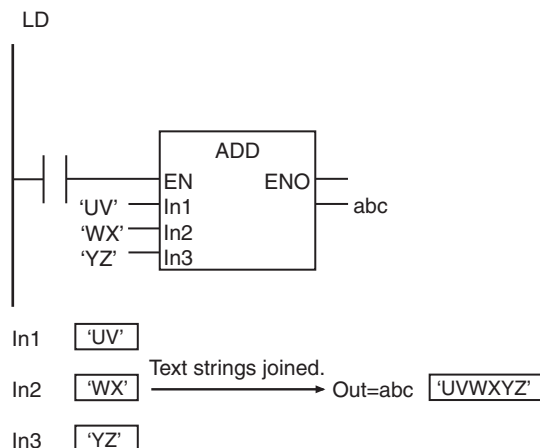 LD
ADD
EN ENO
‘UV’ In1 abc
‘WX’ In2
‘YZ’ In3
In1 ‘UV’
Text strings joined.
In2 ‘WX’ Out=abc ‘UVWXYZ’
In3 ‘YZ’